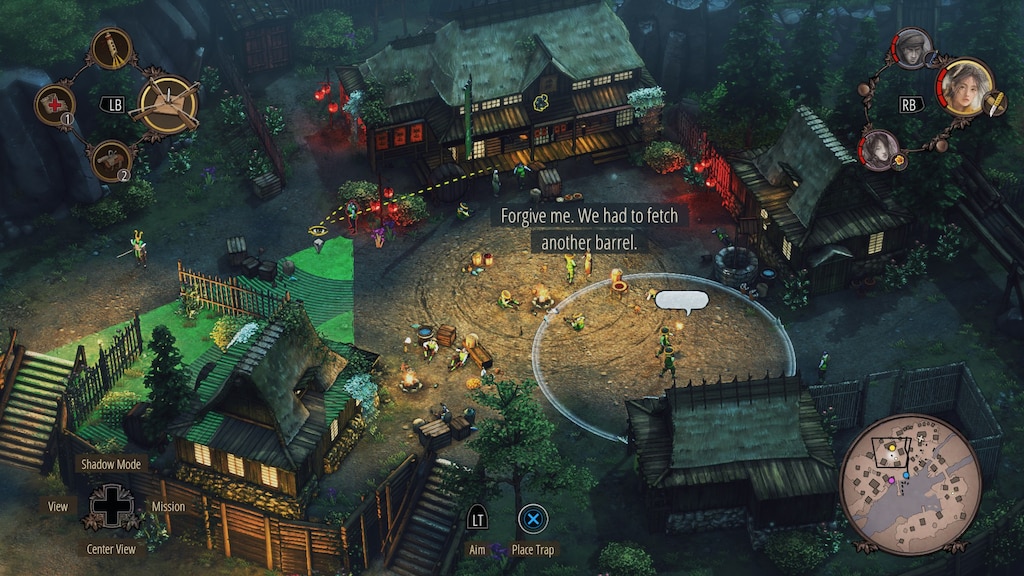 LB
1
2
RB
Forgive me. We had to fetch
another barrel.
Shadow Mode
View
Mission
Center View
LT
X
Aim
Place Trap